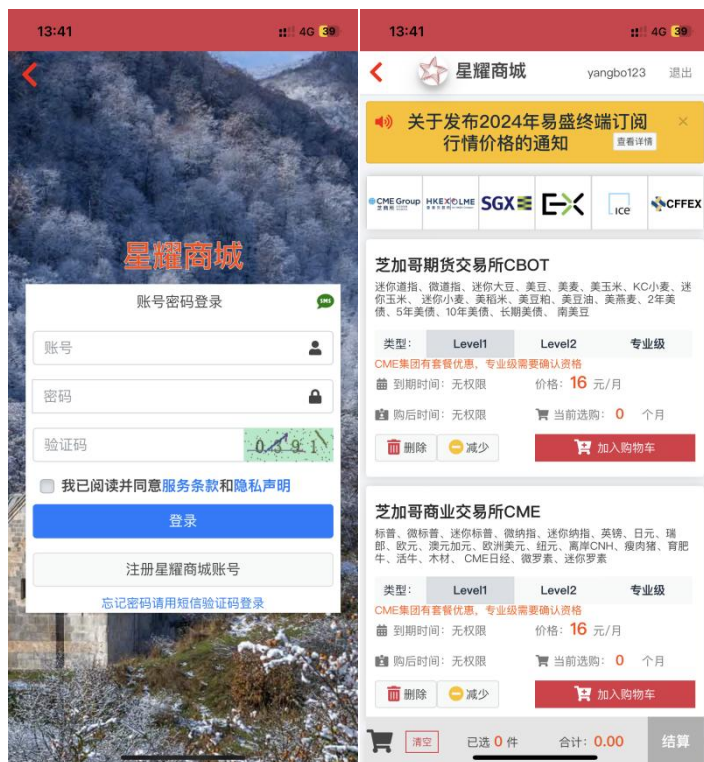 13:41
4G 39
星耀商城
账号密码登录
SMS
账号
密码
验证码
0391
我已阅读并同意服务条款和隐私声明
登录
注册星耀商城账号
忘记密码请用短信验证码登录
13:41
4G 39
星耀商城
yangbo123 退出
关于发布2024年易盛终端订阅
行情价格的通知 查看详情
CME Group
芝商所
HKEX LME
SGX
ice
CFFEX
芝加哥期货交易所CBOT
迷你道指、微道指、迷你大豆、美豆、美麦、美玉米、KC小麦、迷
你玉米、 迷你小麦、美稻米、美豆粕、美豆油、美燕麦、2年美
债、5年美债、10年美债、长期美债、 南美豆
类型: Level1 Level2 专业级
CME集团有套餐优惠,专业级需要确认资格
到期时间: 无权限 价格: 16 元/月
购后时间: 无权限 当前选购: 0 个月
删除 减少 加入购物车
芝加哥商业交易所CME
标普、微标普、迷你标普、微纳指、迷你纳指、英镑、日元、瑞
郎、欧元、澳元加元、欧洲美元、纽元、离岸CNH、瘦肉猪、育肥
牛、活牛、木材、 CME日经、微罗素、迷你罗素
类型: Level1 Level2 专业级
CME集团有套餐优惠,专业级需要确认资格
到期时间: 无权限 价格: 16 元/月
购后时间: 无权限 当前选购: 0 个月
删除 减少 加入购物车
清空 已选 0 件 合计: 0.00 结算